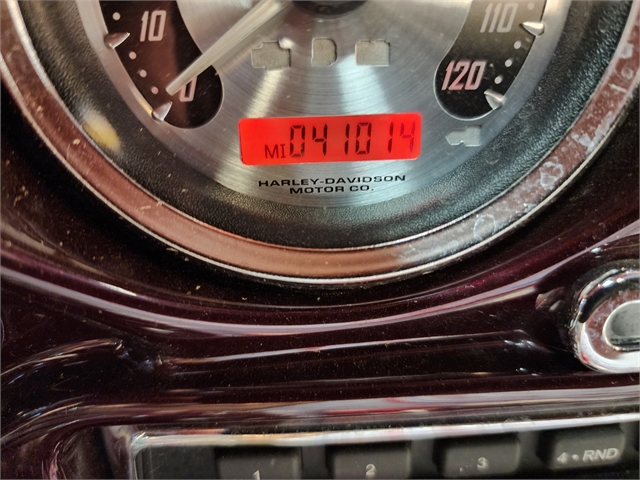 10
0
110
120
MI 041014
HARLEY-DAVIDSON
MOTOR CO.
1
2
3
4 • RND